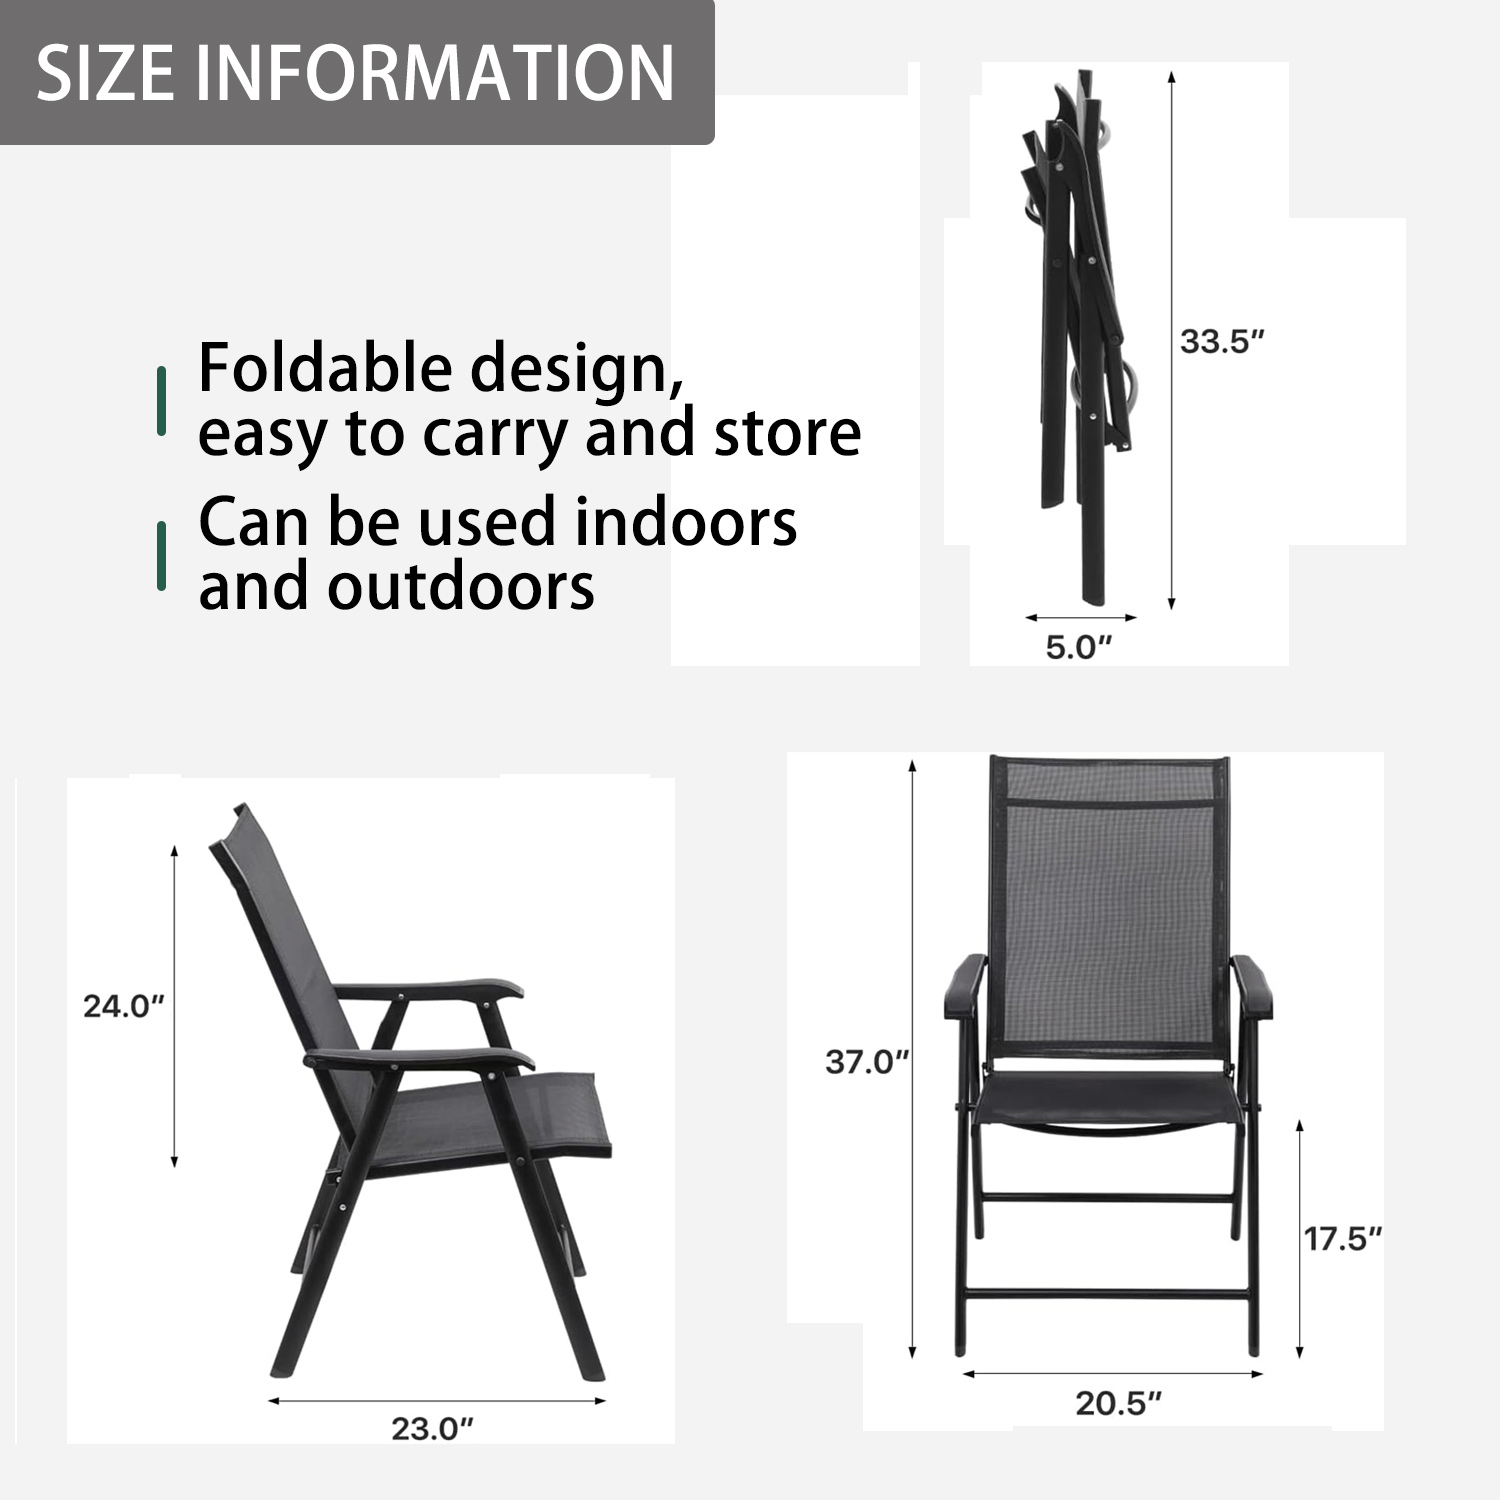 SIZE INFORMATION
Foldable design,
easy to carry and store
Can be used indoors
and outdoors
33.5”
5.0”
24.0”
23.0”
37.0”
17.5”
20.5”